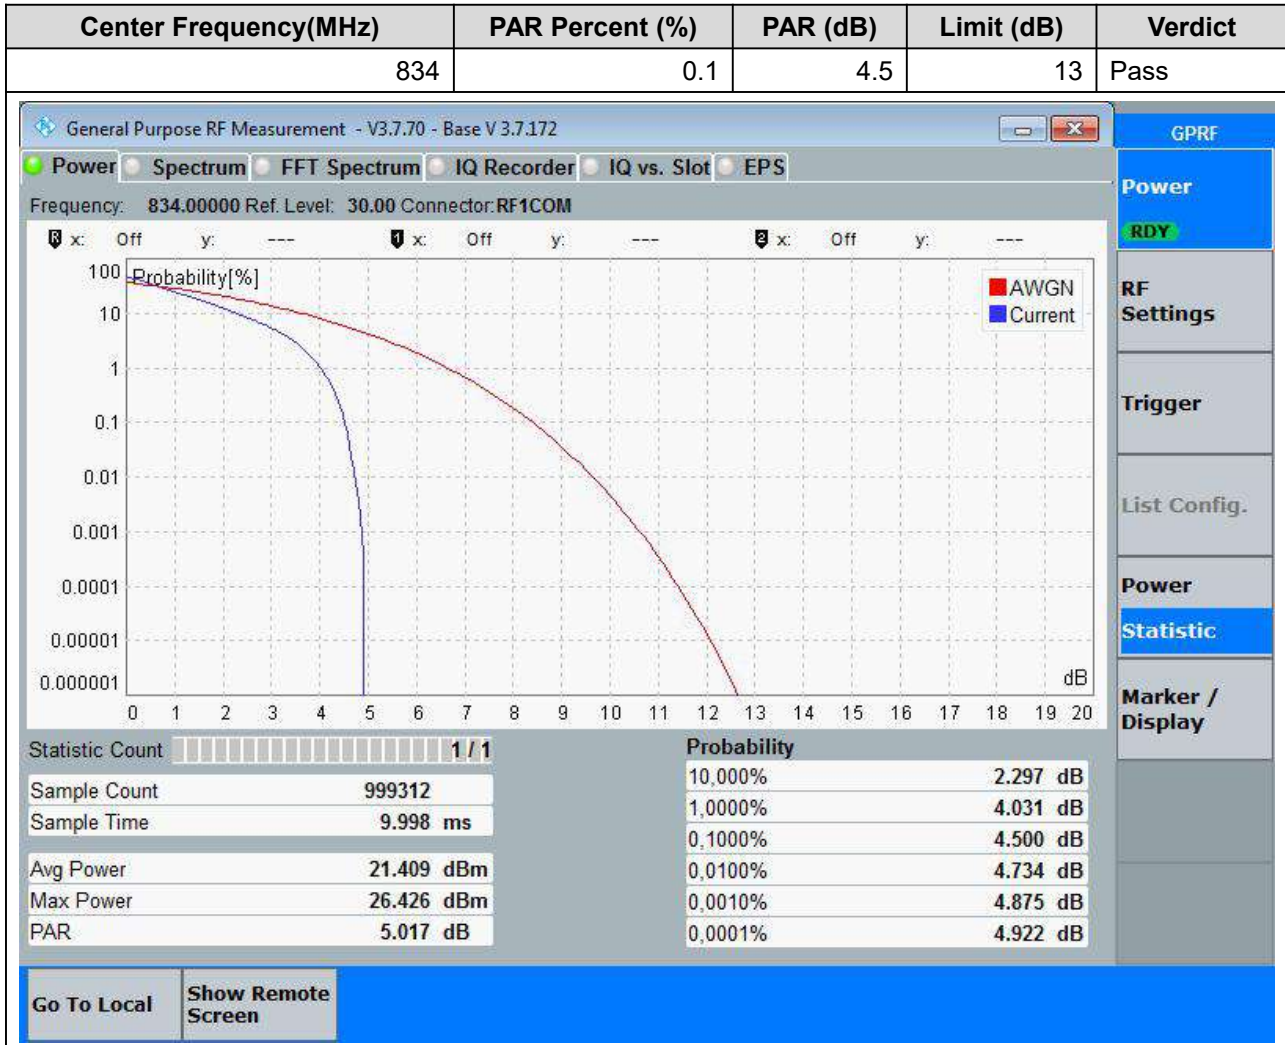 Center Frequency(MHz) PAR Percent (%) PAR (dB) Limit (dB) Verdict
834 0.1 4.5 13 Pass
General Purpose RF Measurement - V3.7.70 - Base V 3.7.172
GPRF
Power Spectrum FFT Spectrum IQ Recorder IQ vs. Slot EPS
Frequency: 834.00000 Ref. Level: 30.00 Connector:RF1COM
R x: Off y: --- 1 x: Off y: --- 2 x: Off y: ---
Probability[%]
100
10
1
0.1
0.01
0.001
0.0001
0.00001
0.000001
AWGN
Current
dB
0 1 2 3 4 5 6 7 8 9 10 11 12 13 14 15 16 17 18 19 20
Statistic Count 1 / 1
Sample Count 999312
Sample Time 9.998 ms
Avg Power 21.409 dBm
Max Power 26.426 dBm
PAR 5.017 dB
Probability
10,000% 2.297 dB
1,0000% 4.031 dB
0,1000% 4.500 dB
0,0100% 4.734 dB
0,0010% 4.875 dB
0,0001% 4.922 dB
Power
RDY
RF
Settings
Trigger
List Config.
Power
Statistic
Marker /
Display
Go To Local
Show Remote
Screen